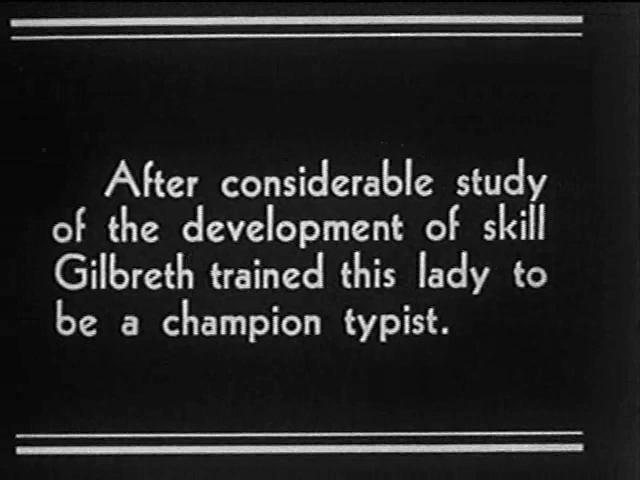 After considerable study
of the development of skill
Gilbreth trained this lady to
be a champion typist.